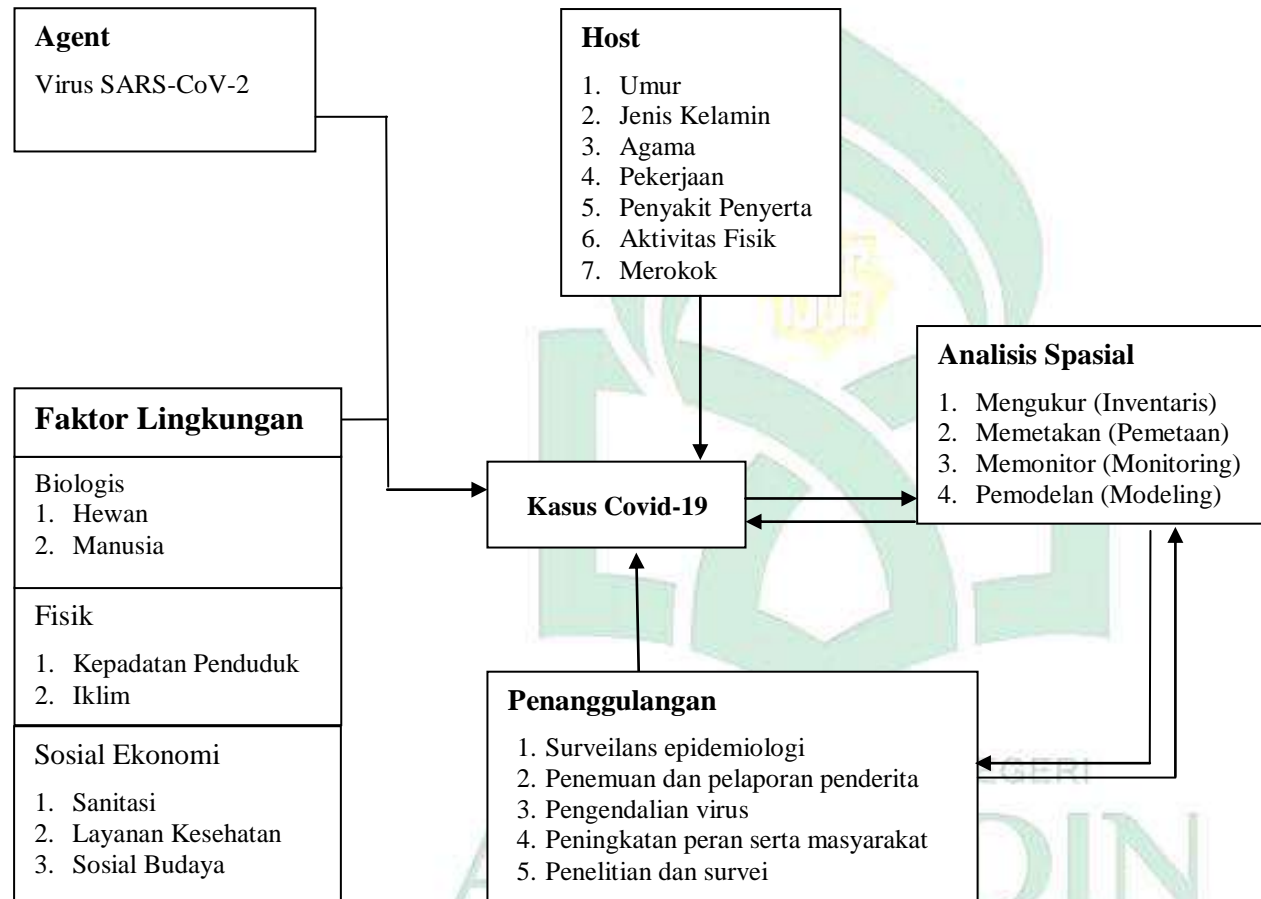 Agent
Virus SARS-CoV-2
Host
1. Umur
2. Jenis Kelamin
3. Agama
4. Pekerjaan
5. Penyakit Penyerta
6. Aktivitas Fisik
7. Merokok
Analisis Spasial
1. Mengukur (Inventaris)
2. Memetakan (Pemetaan)
3. Memonitor (Monitoring)
4. Pemodelan (Modeling)
Faktor Lingkungan
Biologis
1. Hewan
2. Manusia
Fisik
1. Kepadatan Penduduk
2. Iklim
Sosial Ekonomi
1. Sanitasi
2. Layanan Kesehatan
3. Sosial Budaya
Kasus Covid-19
Penanggulangan
1. Surveilans epidemiologi
2. Penemuan dan pelaporan penderita
3. Pengendalian virus
4. Peningkatan peran serta masyarakat
5. Penelitian dan survei